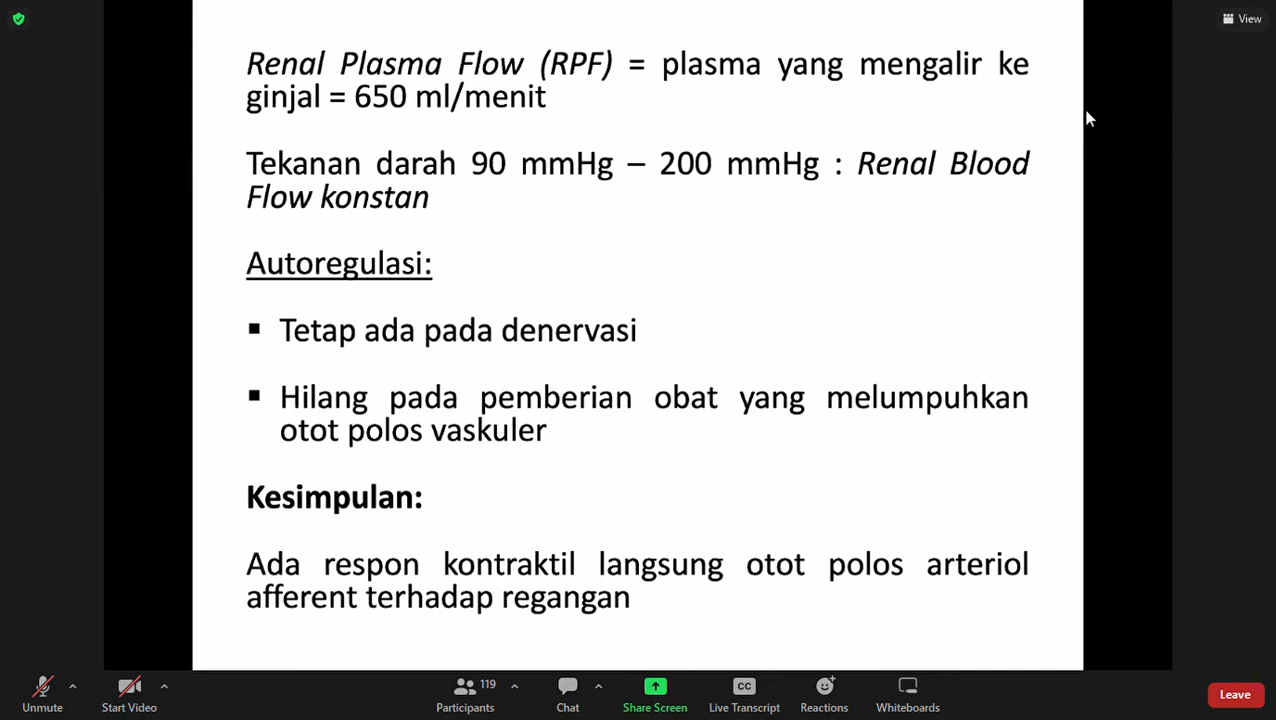 View
Renal Plasma Flow (RPF) = plasma yang mengalir ke
ginjal = 650 ml/menit
Tekanan darah 90 mmHg – 200 mmHg : Renal Blood
Flow konstan
Autoregulasi:
▪ Tetap ada pada denervasi
▪ Hilang pada pemberian obat yang melumpuhkan
otot polos vaskuler
Kesimpulan:
Ada respon kontraktil langsung otot polos arteriol
afferent terhadap regangan
119
CC
Unmute Start Video Participants Chat Share Screen Live Transcript Reactions Whiteboards Leave